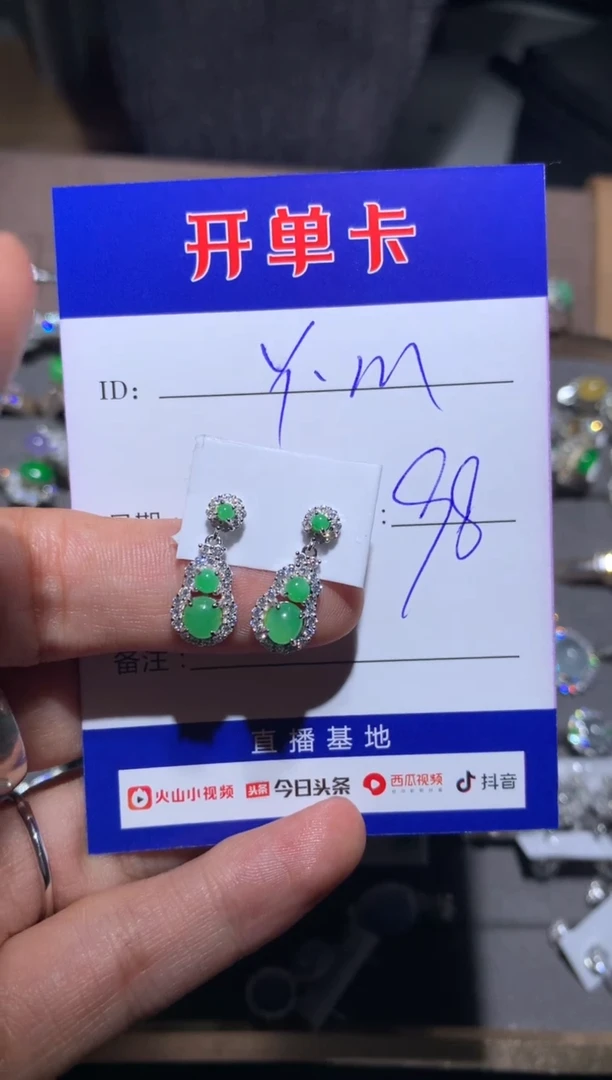 开单卡
ID: Y.M
: 98
备注:
直播基地
火山小视频 头条 今日头条 西瓜视频 抖音